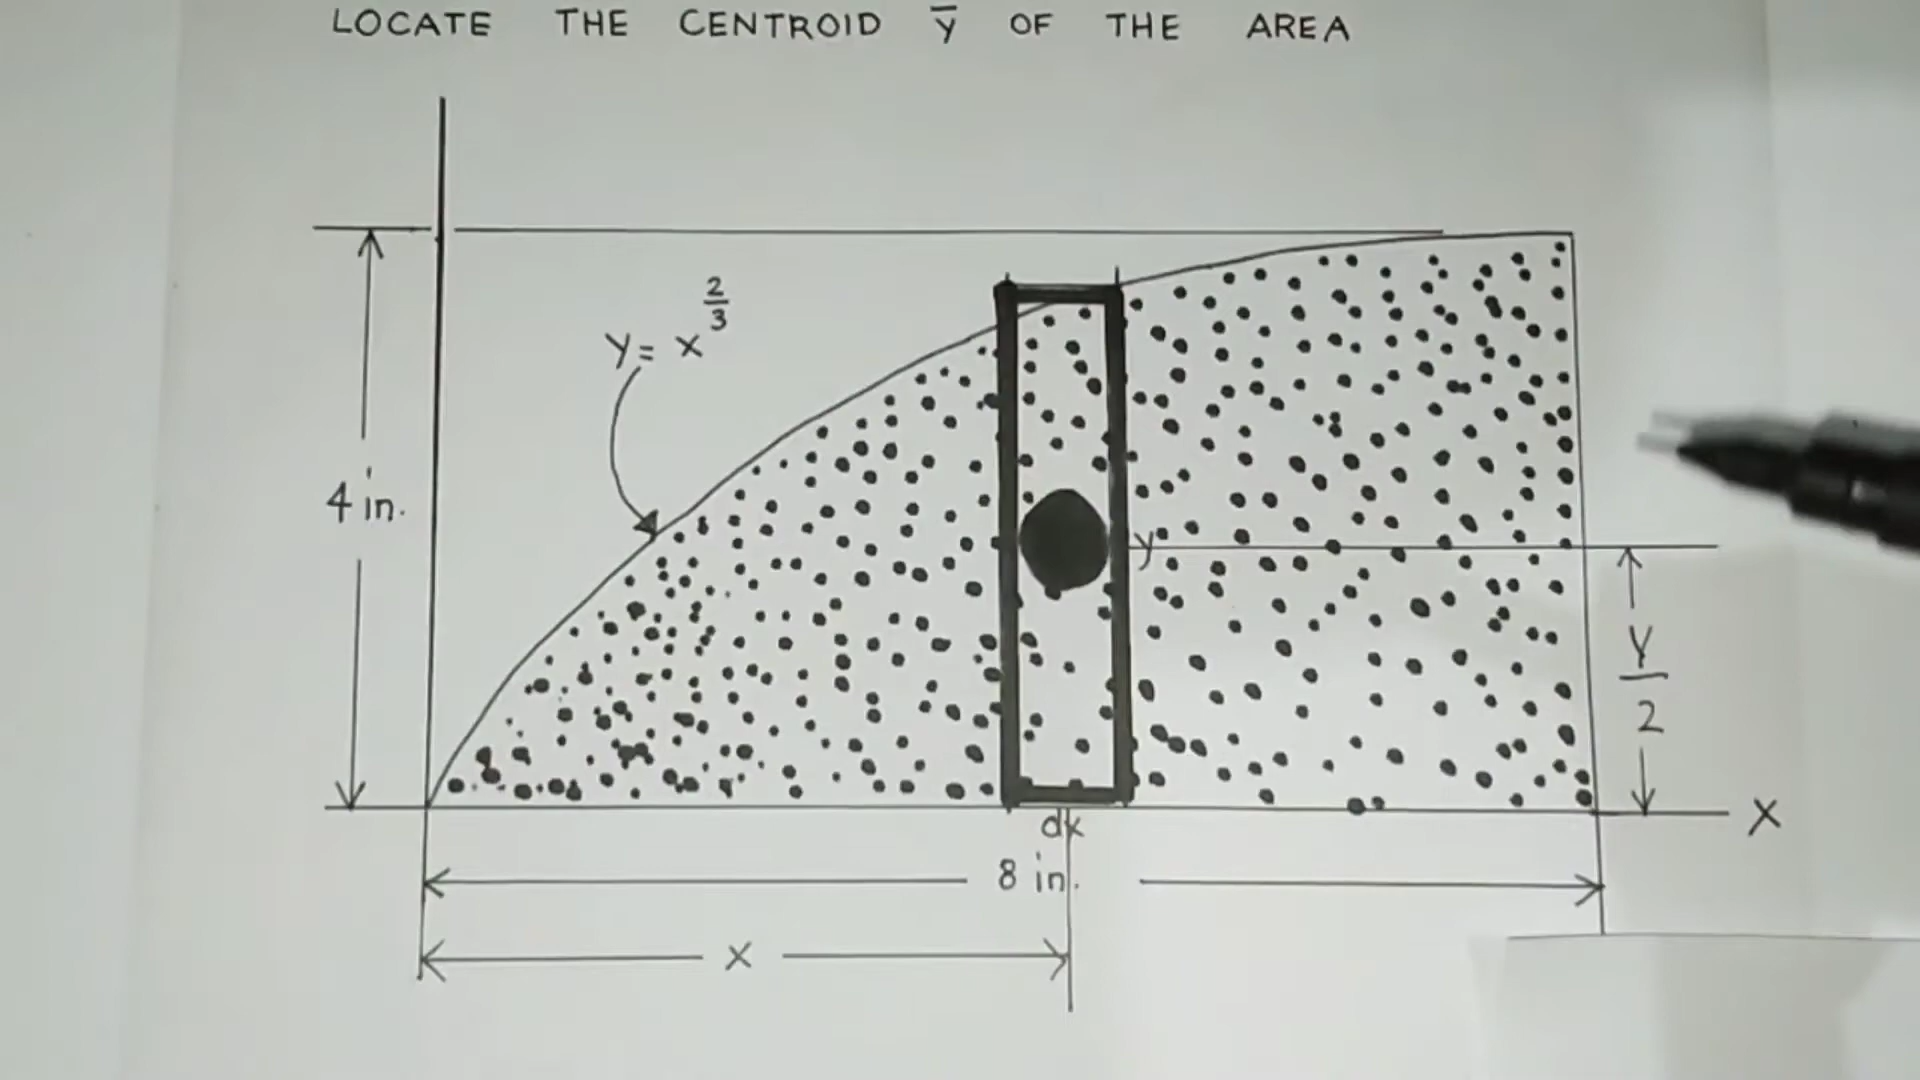 LOCATE THE CENTROID ȳ OF THE AREA
y = x^(2/3)
4 in.
y
y/2
x
dx
8 in.
x